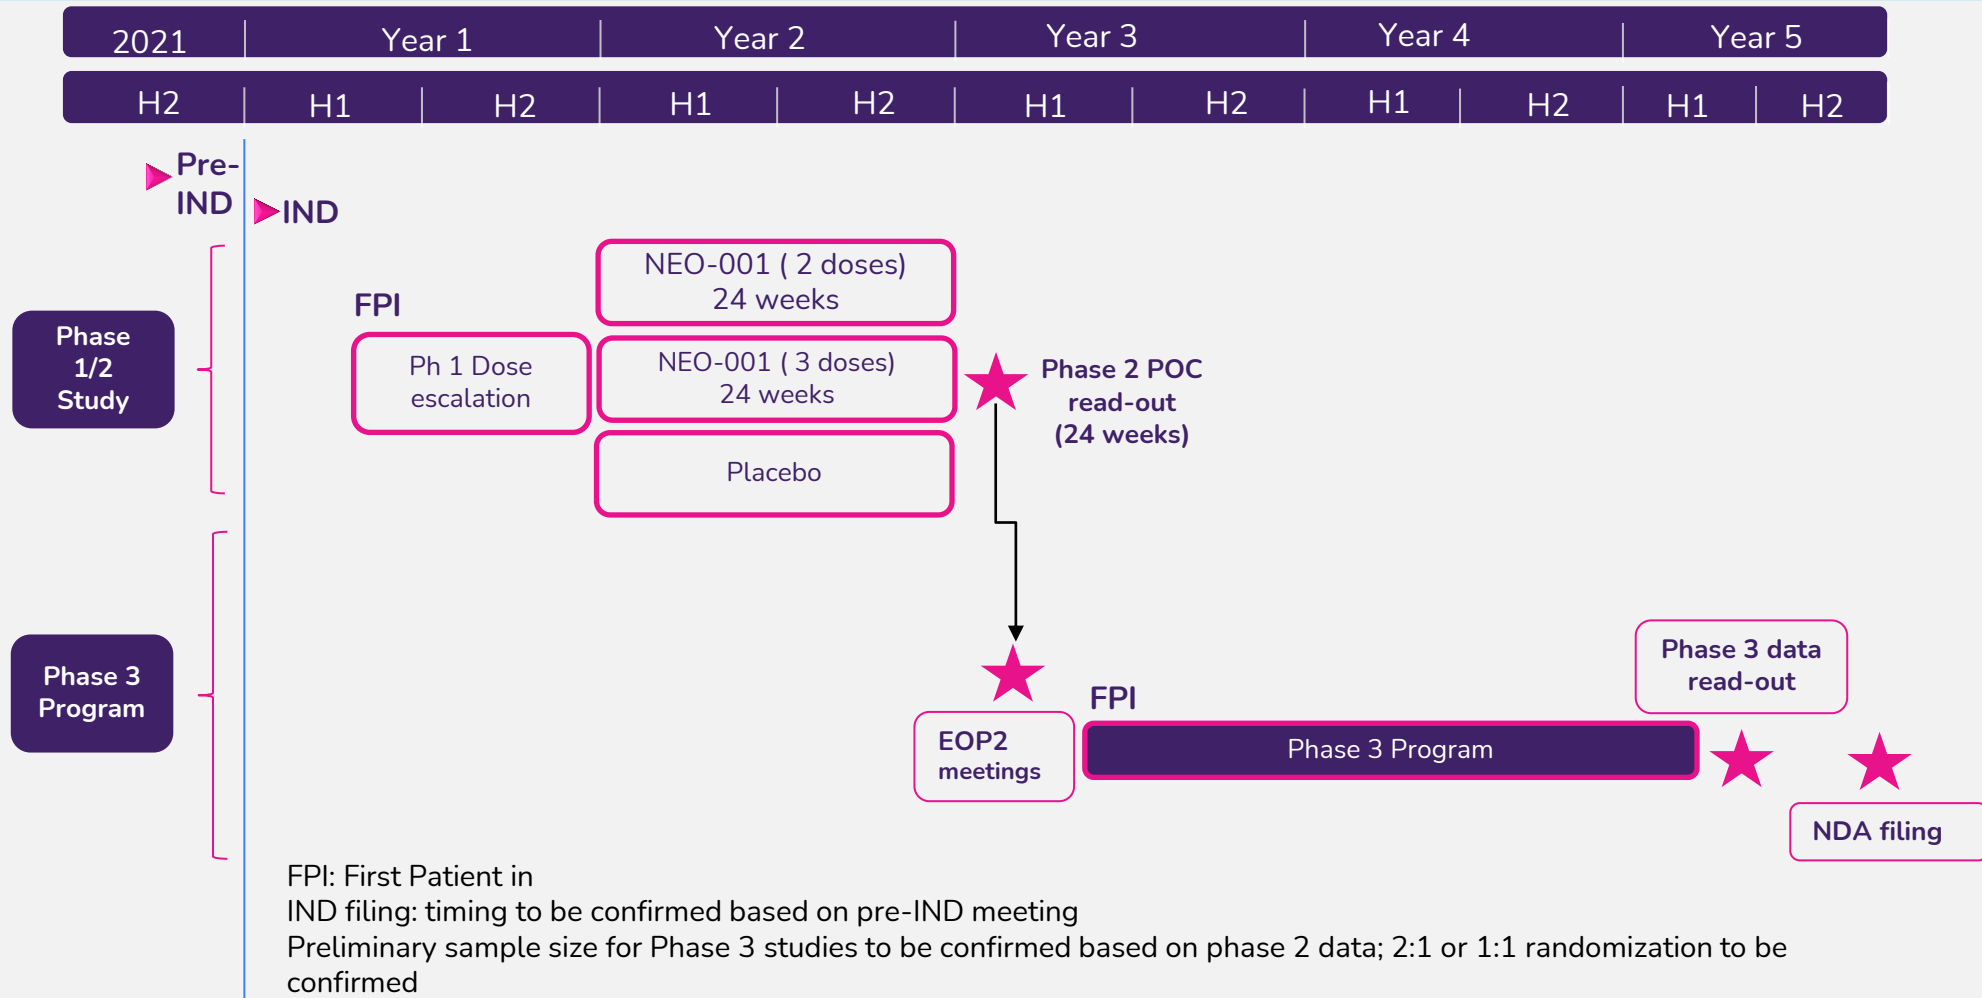 2021
Year 1
Year 2
Year 3
Year 4
Year 5
H2
H1
H2
H1
H2
H1
H2
H1
H2
H1
H2
Pre-
IND
IND
Phase
1/2
Study
FPI
Ph 1 Dose
escalation
NEO-001 ( 2 doses)
24 weeks
NEO-001 ( 3 doses)
24 weeks
Placebo
Phase 2 POC
read-out
(24 weeks)
Phase 3
Program
EOP2
meetings
FPI
Phase 3 Program
Phase 3 data
read-out
NDA filing
FPI: First Patient in
IND filing: timing to be confirmed based on pre-IND meeting
Preliminary sample size for Phase 3 studies to be confirmed based on phase 2 data; 2:1 or 1:1 randomization to be
confirmed